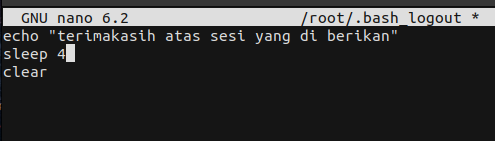 GNU nano 6.2 /root/.bash_logout *
echo "terimakasih atas sesi yang di berikan"
sleep 4
clear